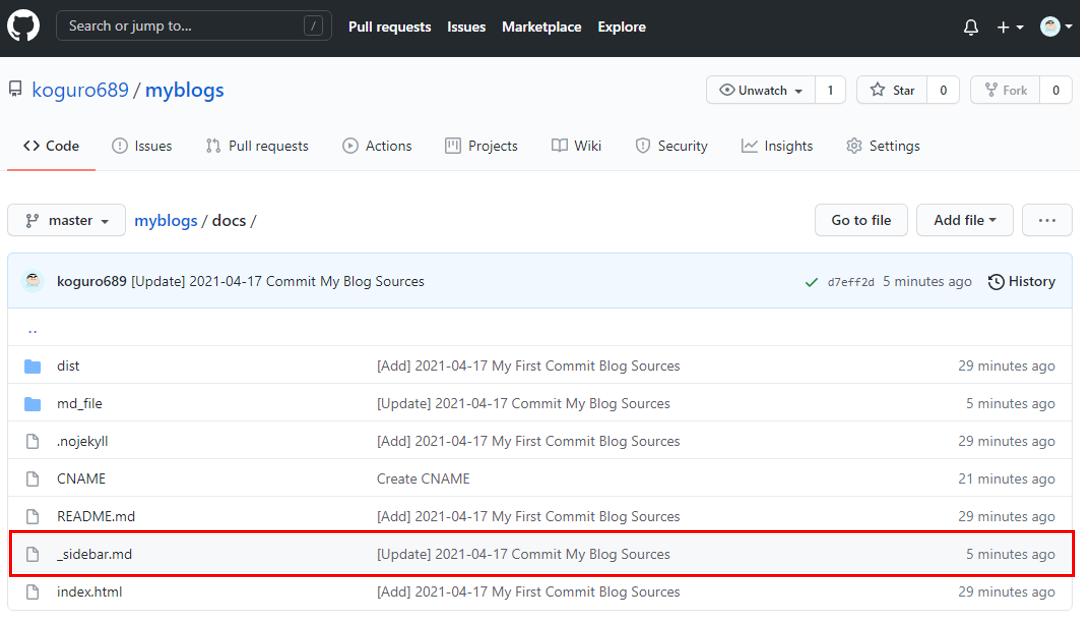 Search or jump to... / Pull requests Issues Marketplace Explore
koguro689 / myblogs Unwatch 1 Star 0 Fork 0
Code Issues Pull requests Actions Projects Wiki Security Insights Settings
master myblogs / docs / Go to file Add file ...
koguro689 [Update] 2021-04-17 Commit My Blog Sources d7eff2d 5 minutes ago History
..
dist [Add] 2021-04-17 My First Commit Blog Sources 29 minutes ago
md_file [Update] 2021-04-17 Commit My Blog Sources 5 minutes ago
.nojekyll [Add] 2021-04-17 My First Commit Blog Sources 29 minutes ago
CNAME Create CNAME 21 minutes ago
README.md [Add] 2021-04-17 My First Commit Blog Sources 29 minutes ago
_sidebar.md [Update] 2021-04-17 Commit My Blog Sources 5 minutes ago
index.html [Add] 2021-04-17 My First Commit Blog Sources 29 minutes ago